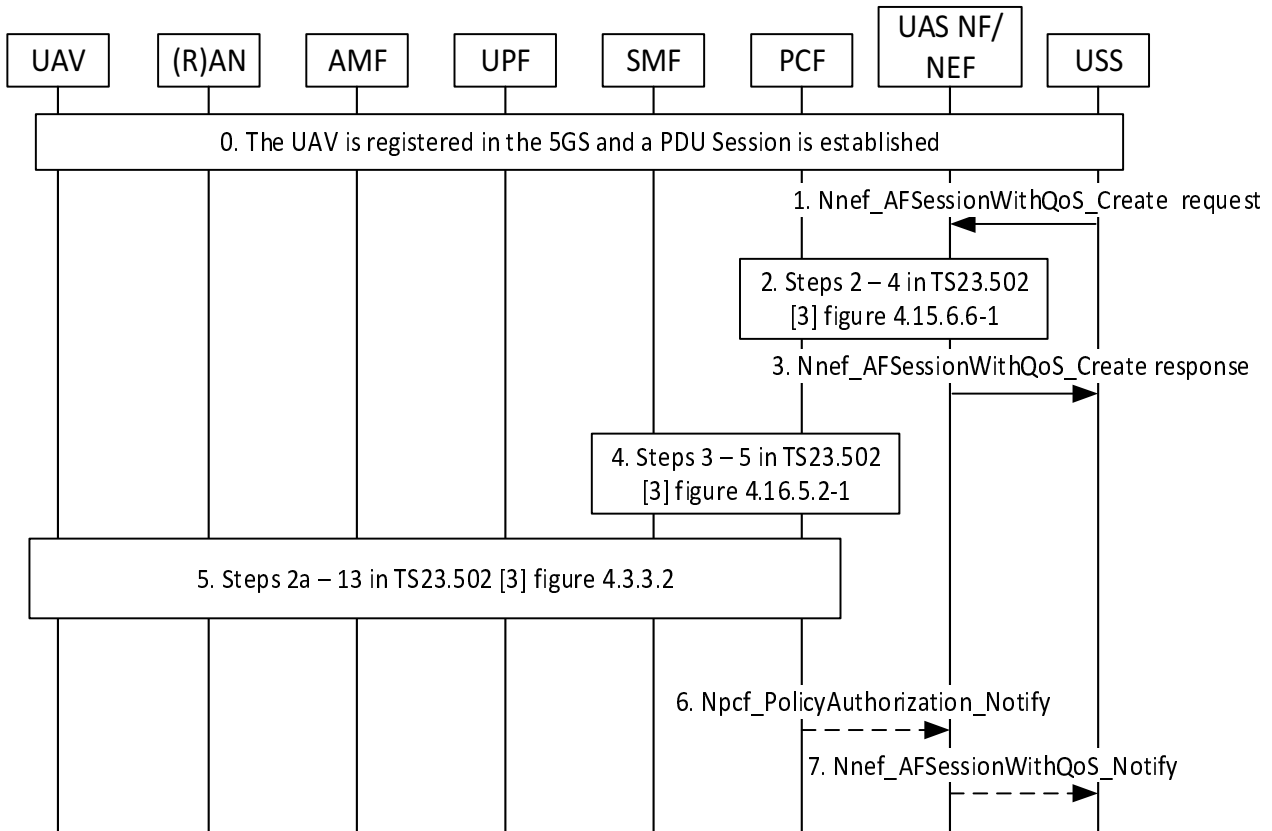 UAV
(R)AN
AMF
UPF
SMF
PCF
UAS NF/
NEF
USS
0. The UAV is registered in the 5GS and a PDU Session is established
1. Nnef_AFSessionWithQoS_Create request
2. Steps 2 – 4 in TS23.502
[3] figure 4.15.6.6-1
3. Nnef_AFSessionWithQoS_Create response
4. Steps 3 – 5 in TS23.502
[3] figure 4.16.5.2-1
5. Steps 2a – 13 in TS23.502 [3] figure 4.3.3.2
6. Npcf_PolicyAuthorization_Notify
7. Nnef_AFSessionWithQoS_Notify